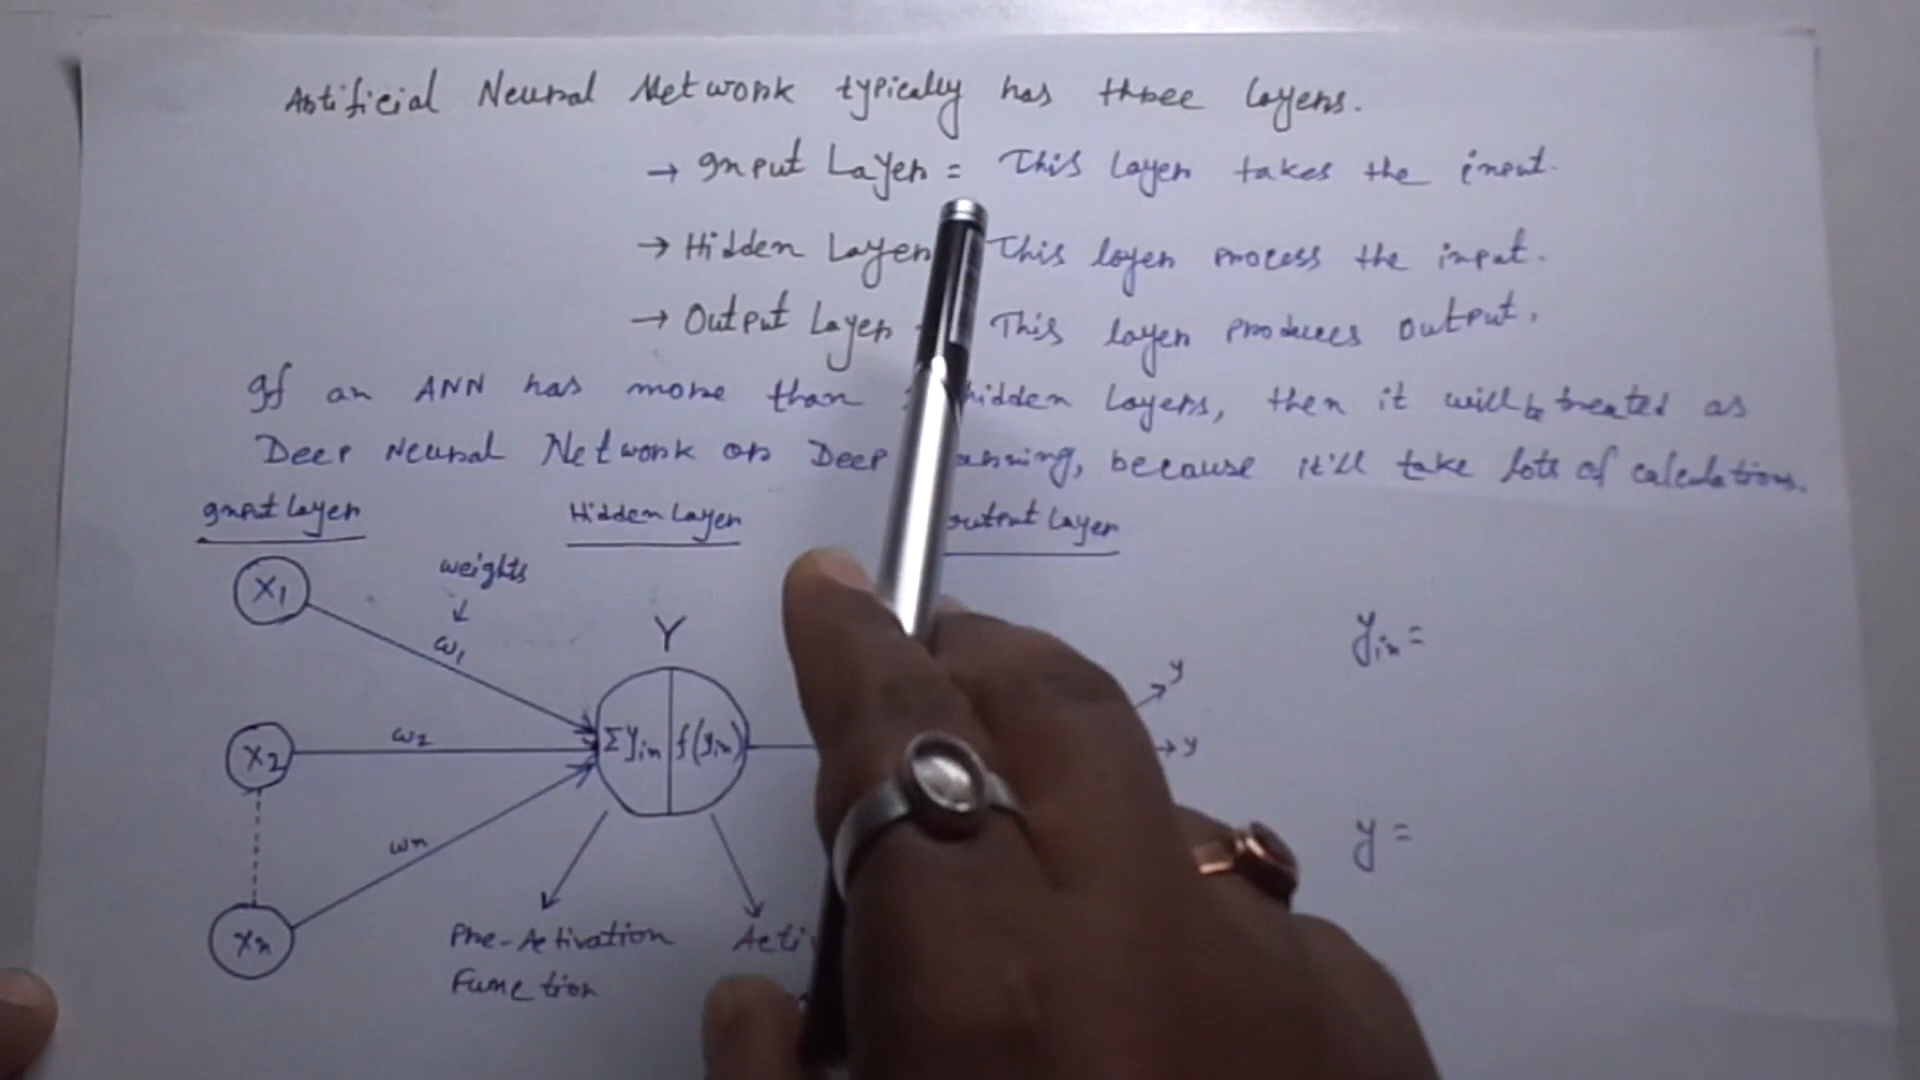 Artificial Neural Network typically has three layers.
→ Input Layer = This layer takes the input.
→ Hidden Layer This layer process the input.
→ Output Layer This layer produces output.
If an ANN has more than hidden layers, then it will be treated as
Deep Neural Network or Deep because it'll take lots of calculations.
Input Layer Hidden Layer output Layer
X1
weights
↓
w1
Y
X2
w2
Σyin f(yin)
y
y
Xn
wn
Pre-Activation
Function
yin =
y =